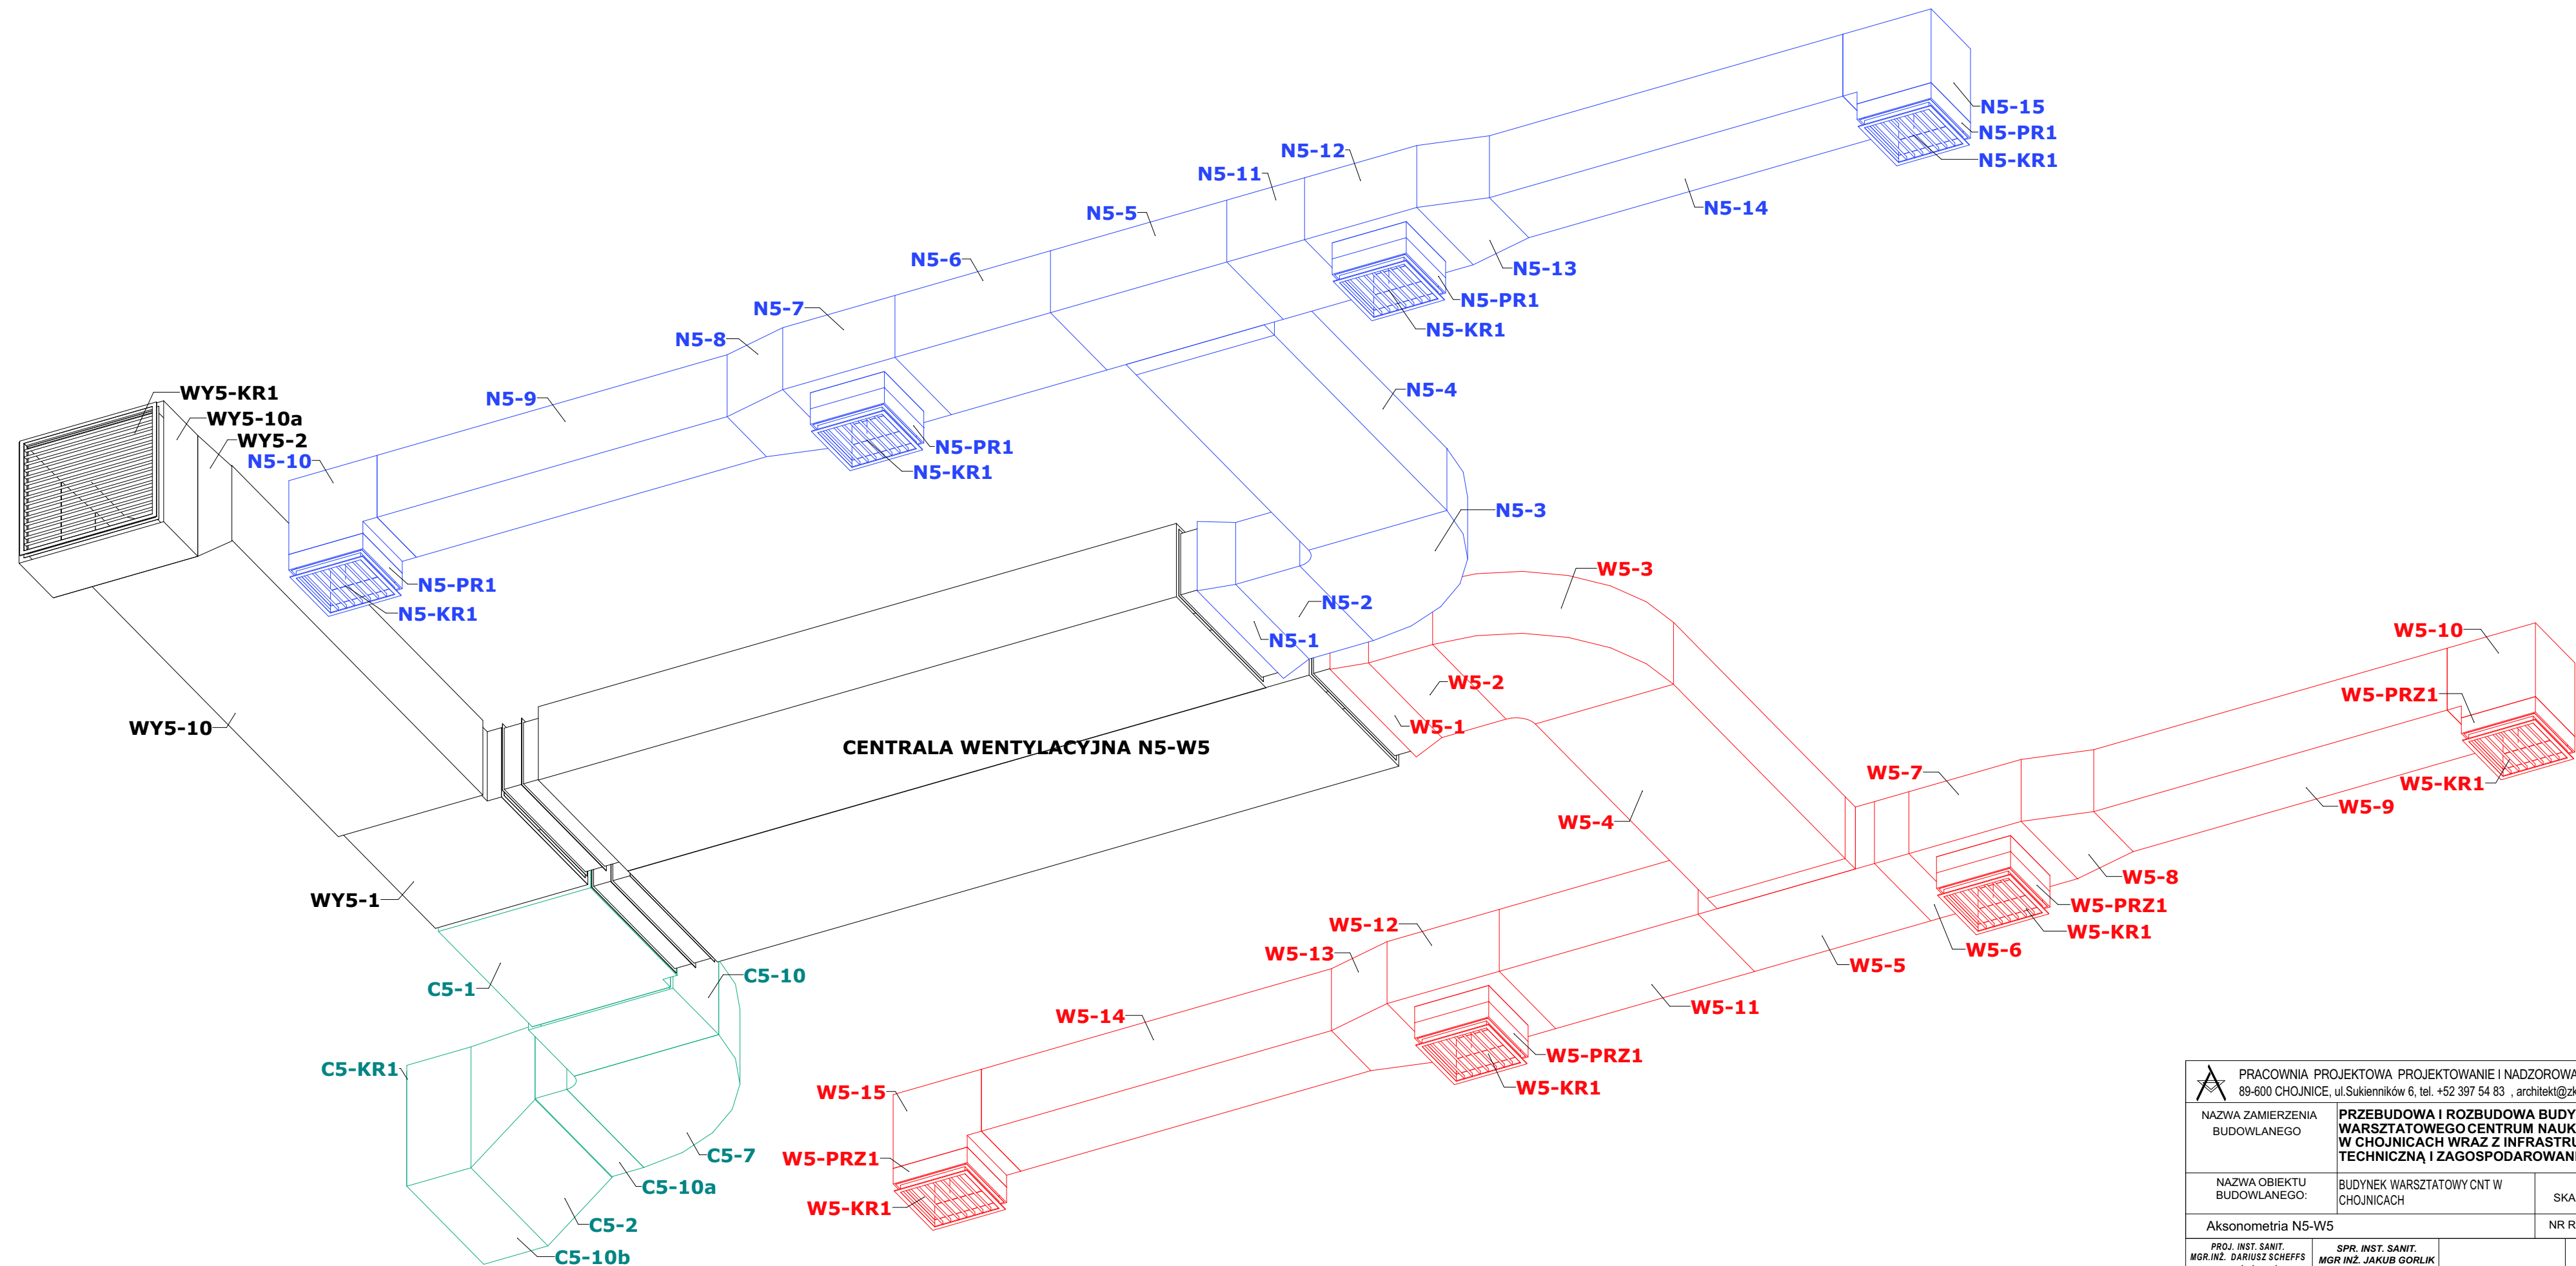 N5-15
N5-PR1
N5-KR1
N5-12
N5-11
N5-14
N5-5
N5-6
N5-13
N5-PR1
N5-7
N5-KR1
N5-8
WY5-KR1
N5-9
N5-4
WY5-10a
WY5-2
N5-PR1
N5-10
N5-KR1
N5-3
W5-3
N5-PR1
N5-2
N5-KR1
W5-10
N5-1
W5-2
W5-PRZ1
WY5-10
W5-1
CENTRALA WENTYLACYJNA N5-W5
W5-7
W5-KR1
W5-9
W5-4
W5-8
WY5-1
W5-PRZ1
W5-12
W5-KR1
W5-13
W5-6
W5-5
C5-10
C5-1
W5-11
W5-14
W5-PRZ1
C5-KR1
W5-KR1
W5-15
C5-7
W5-PRZ1
C5-10a
W5-KR1
C5-2
C5-10b
PRACOWNIA PROJEKTOWA PROJEKTOWANIE I NADZOROWA
89-600 CHOJNICE, ul.Sukienników 6, tel. +52 397 54 83 , architekt@zk
NAZWA ZAMIERZENIA
BUDOWLANEGO
PRZEBUDOWA I ROZBUDOWA BUDY
WARSZTATOWEGO CENTRUM NAUK
W CHOJNICACH WRAZ Z INFRASTRU
TECHNICZNĄ I ZAGOSPODAROWANI
NAZWA OBIEKTU
BUDOWLANEGO:
BUDYNEK WARSZTATOWY CNT W
CHOJNICACH
SKA
Aksonometria N5-W5
NR R
PROJ. INST. SANIT.
MGR.INŻ. DARIUSZ SCHEFFS
SPR. INST. SANIT.
MGR INŻ. JAKUB GORLIK